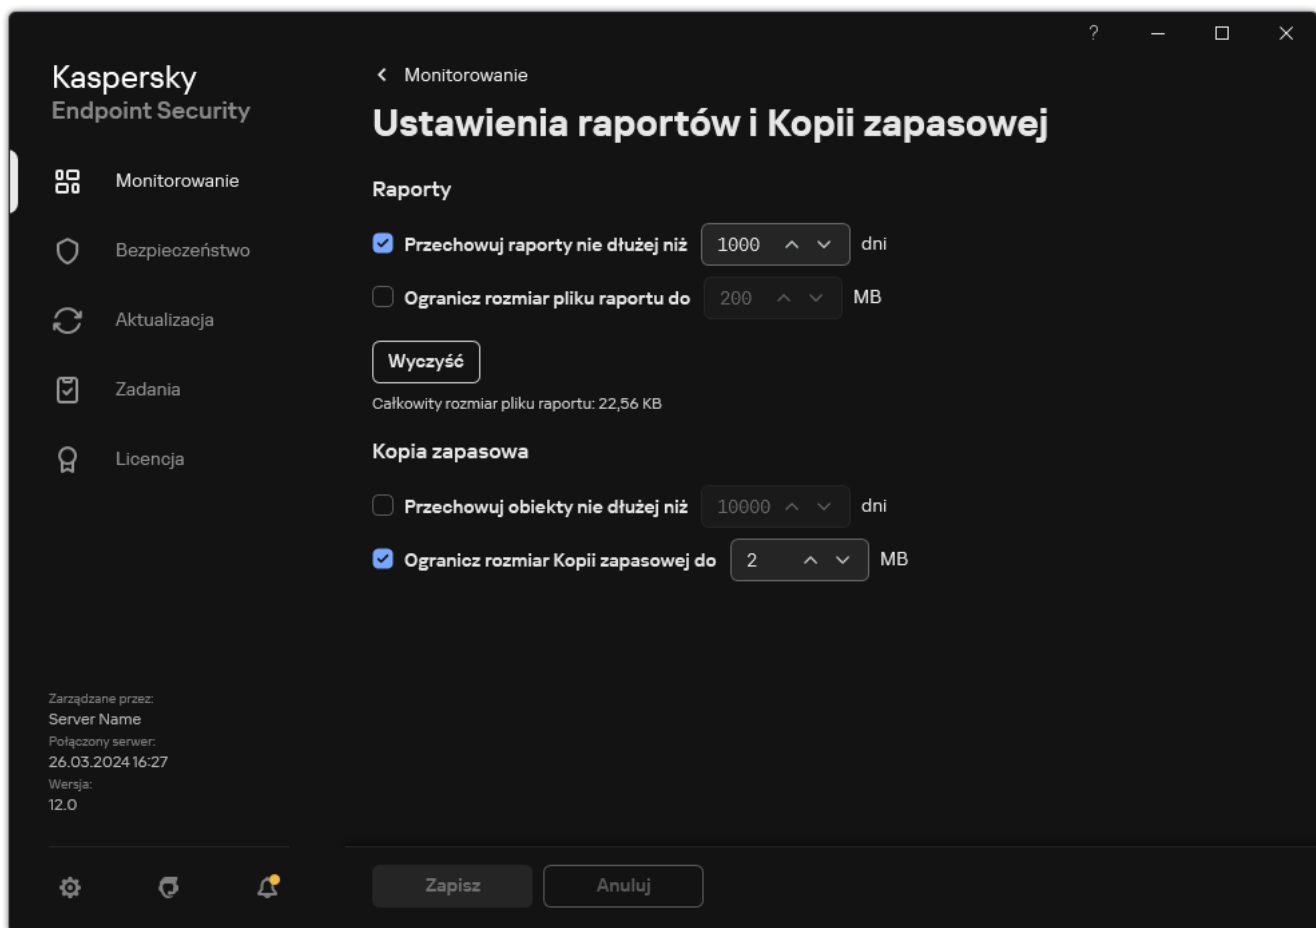 ?
Kaspersky
Endpoint Security
Monitorowanie
Bezpieczeństwo
Aktualizacja
Zadania
Licencja
Zarządzane przez:
Server Name
Połączony serwer:
26.03.2024 16:27
Wersja:
12.0
Monitorowanie
Ustawienia raportów i Kopii zapasowej
Raporty
Przechowuj raporty nie dłużej niż 1000 dni
Ogranicz rozmiar pliku raportu do 200 MB
Wyczyść
Całkowity rozmiar pliku raportu: 22,56 KB
Kopia zapasowa
Przechowuj obiekty nie dłużej niż 10000 dni
Ogranicz rozmiar Kopii zapasowej do 2 MB
Zapisz Anuluj